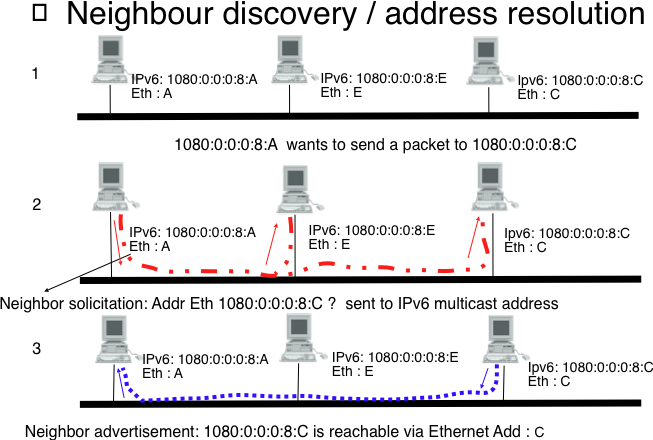 Neighbour discovery / address resolution
1
IPv6: 1080:0:0:0:8:A
Eth : A
IPv6: 1080:0:0:0:8:E
Eth : E
Ipv6: 1080:0:0:0:8:C
Eth : C
1080:0:0:0:8:A wants to send a packet to 1080:0:0:0:8:C
2
IPv6: 1080:0:0:0:8:A
Eth : A
IPv6: 1080:0:0:0:8:E
Eth : E
Ipv6: 1080:0:0:0:8:C
Eth : C
Neighbor solicitation: Addr Eth 1080:0:0:0:8:C ? sent to IPv6 multicast address
3
IPv6: 1080:0:0:0:8:A
Eth : A
IPv6: 1080:0:0:0:8:E
Eth : E
Ipv6: 1080:0:0:0:8:C
Eth : C
Neighbor advertisement: 1080:0:0:0:8:C is reachable via Ethernet Add : C